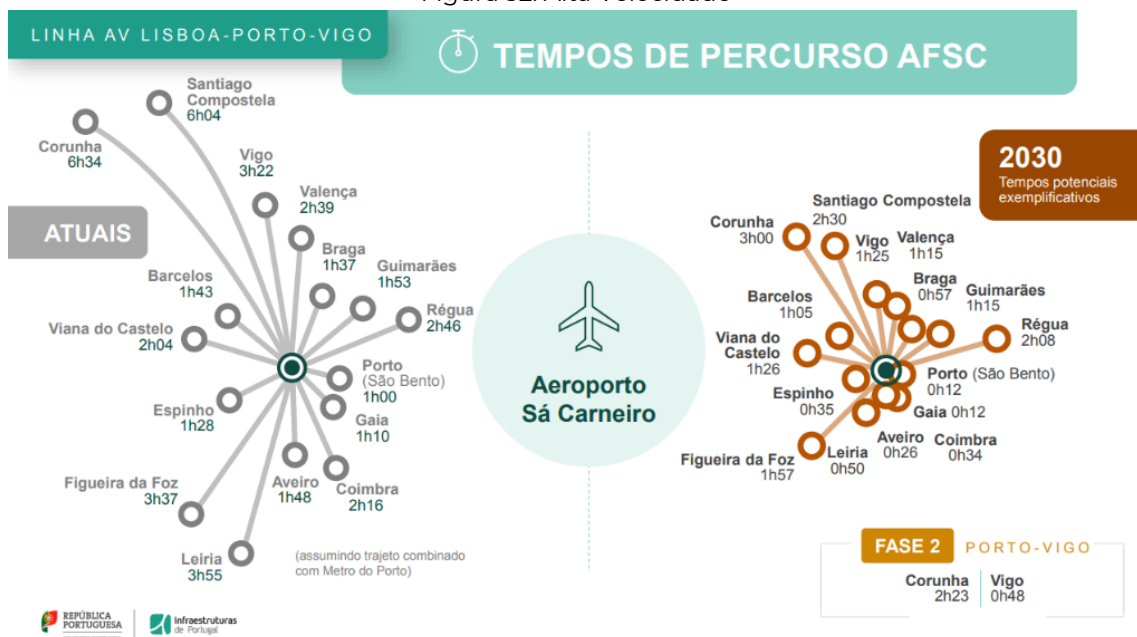 LINHA AV LISBOA-PORTO-VIGO
TEMPOS DE PERCURSO AFSC
ATUAIS
Santiago
Compostela
6h04
Corunha
6h34
Vigo
3h22
Valença
2h39
Braga
1h37
Guimarães
1h53
Barcelos
1h43
Régua
2h46
Viana do Castelo
2h04
Porto
(São Bento)
1h00
Espinho
1h28
Gaia
1h10
Aveiro
1h48
Coimbra
2h16
Figueira da Foz
3h37
Leiria
3h55
(assumindo trajeto combinado
com Metro do Porto)
Aeroporto
Sá Carneiro
2030
Tempos potenciais
exemplificativos
Santiago Compostela
2h30
Corunha
3h00
Vigo
1h25
Valença
1h15
Braga
0h57
Guimarães
1h15
Barcelos
1h05
Régua
2h08
Viana do
Castelo
1h26
Porto (São Bento)
0h12
Espinho
0h35
Gaia 0h12
Aveiro
0h26
Coimbra
0h34
Leiria
0h50
Figueira da Foz
1h57
FASE 2 PORTO-VIGO
Corunha
2h23
Vigo
0h48
REPÚBLICA
PORTUGUESA
Infraestruturas
de Portugal